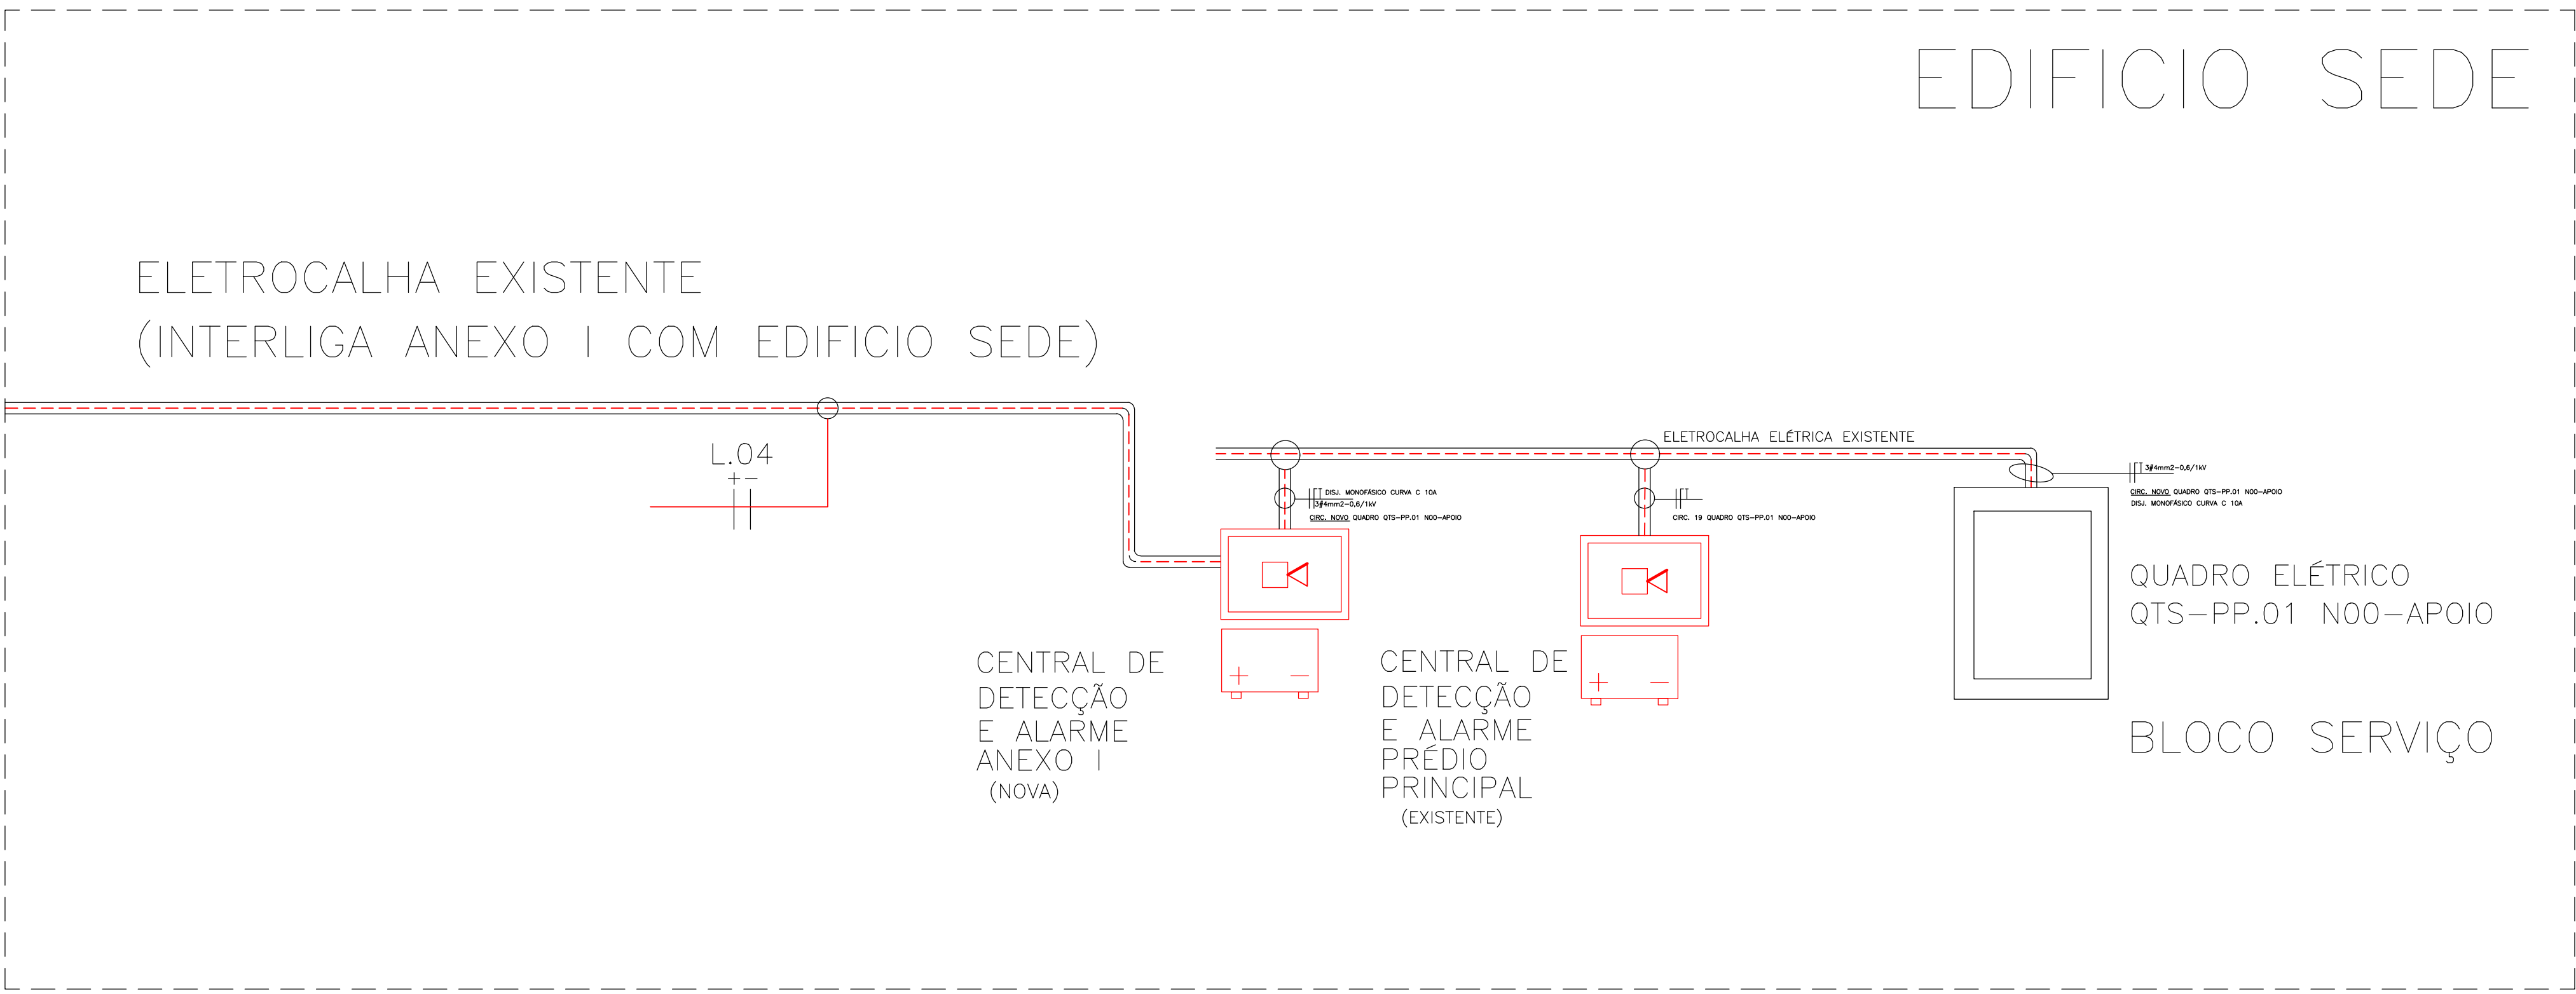 EDIFICIO SEDE
ELETROCALHA EXISTENTE
(INTERLIGA ANEXO I COM EDIFICIO SEDE)
L.04
+-
ELETROCALHA ELÉTRICA EXISTENTE
DISJ. MONOFÁSICO CURVA C 10A
3#4mm2-0,6/1kV
CIRC. NOVO QUADRO QTS-PP.01 N00-APOIO
CIRC. 19 QUADRO QTS-PP.01 N00-APOIO
3#4mm2-0,6/1kV
CIRC. NOVO QUADRO QTS-PP.01 N00-APOIO
DISJ. MONOFÁSICO CURVA C 10A
+ -
+ -
CENTRAL DE
DETECÇÃO
E ALARME
ANEXO I
(NOVA)
CENTRAL DE
DETECÇÃO
E ALARME
PRÉDIO
PRINCIPAL
(EXISTENTE)
QUADRO ELÉTRICO
QTS-PP.01 N00-APOIO
BLOCO SERVIÇO